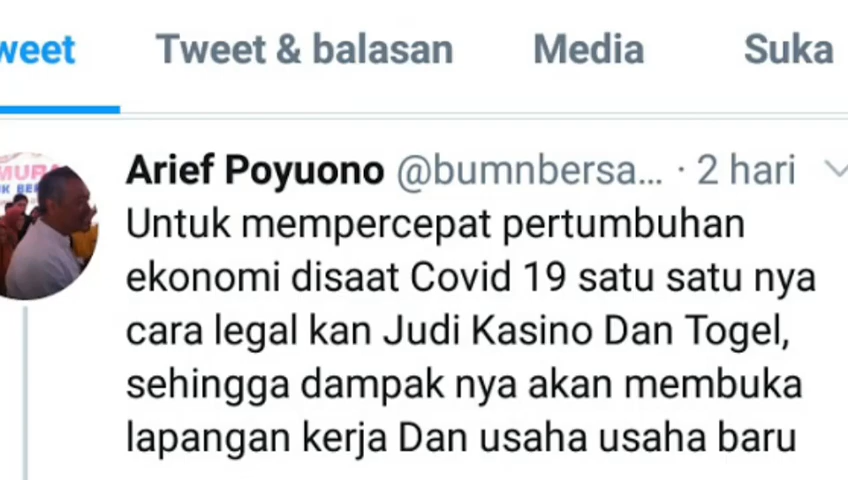 weet Tweet & balasan Media Suka
Arief Poyuono @bumnbersa... · 2 hari
Untuk mempercepat pertumbuhan
ekonomi disaat Covid 19 satu satu nya
cara legal kan Judi Kasino Dan Togel,
sehingga dampak nya akan membuka
lapangan kerja Dan usaha usaha baru